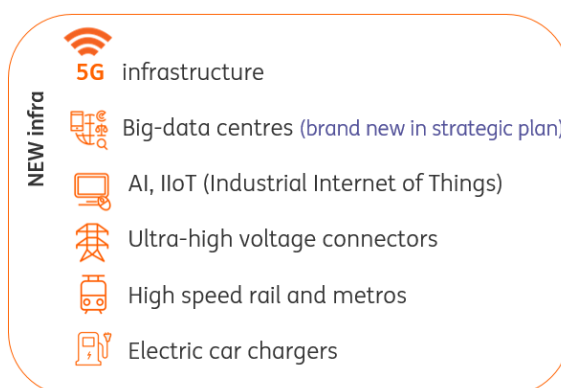 NEW infra
5G infrastructure
Big-data centres (brand new in strategic plan)
AI, IIoT (Industrial Internet of Things)
Ultra-high voltage connectors
High speed rail and metros
Electric car chargers